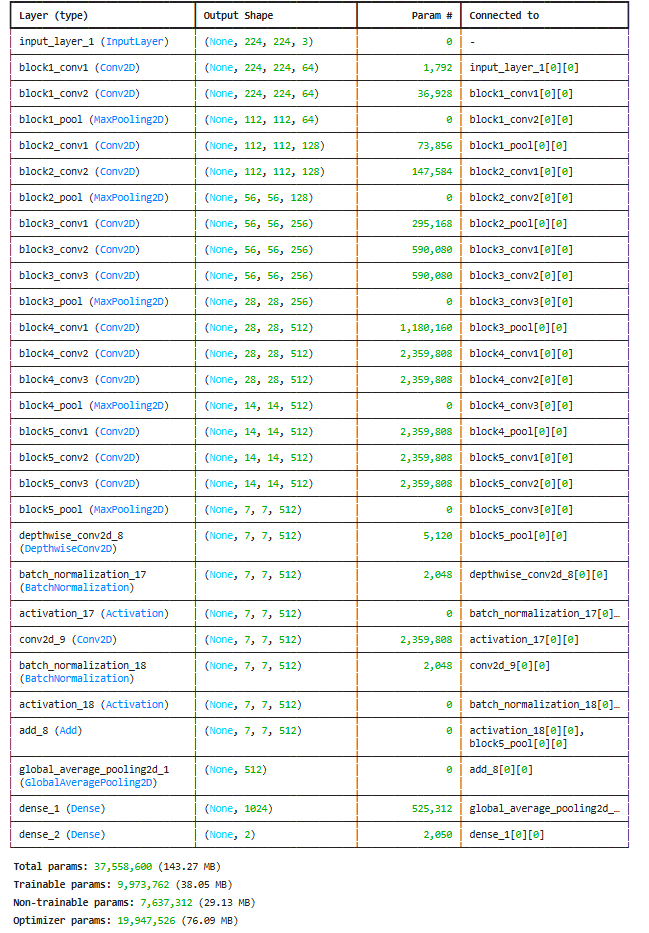 Layer (type) Output Shape Param # Connected to
input_layer_1 (InputLayer) (None, 224, 224, 3) 0 -
block1_conv1 (Conv2D) (None, 224, 224, 64) 1,792 input_layer_1[0][0]
block1_conv2 (Conv2D) (None, 224, 224, 64) 36,928 block1_conv1[0][0]
block1_pool (MaxPooling2D) (None, 112, 112, 64) 0 block1_conv2[0][0]
block2_conv1 (Conv2D) (None, 112, 112, 128) 73,856 block1_pool[0][0]
block2_conv2 (Conv2D) (None, 112, 112, 128) 147,584 block2_conv1[0][0]
block2_pool (MaxPooling2D) (None, 56, 56, 128) 0 block2_conv2[0][0]
block3_conv1 (Conv2D) (None, 56, 56, 256) 295,168 block2_pool[0][0]
block3_conv2 (Conv2D) (None, 56, 56, 256) 590,080 block3_conv1[0][0]
block3_conv3 (Conv2D) (None, 56, 56, 256) 590,080 block3_conv2[0][0]
block3_pool (MaxPooling2D) (None, 28, 28, 256) 0 block3_conv3[0][0]
block4_conv1 (Conv2D) (None, 28, 28, 512) 1,180,160 block3_pool[0][0]
block4_conv2 (Conv2D) (None, 28, 28, 512) 2,359,808 block4_conv1[0][0]
block4_conv3 (Conv2D) (None, 28, 28, 512) 2,359,808 block4_conv2[0][0]
block4_pool (MaxPooling2D) (None, 14, 14, 512) 0 block4_conv3[0][0]
block5_conv1 (Conv2D) (None, 14, 14, 512) 2,359,808 block4_pool[0][0]
block5_conv2 (Conv2D) (None, 14, 14, 512) 2,359,808 block5_conv1[0][0]
block5_conv3 (Conv2D) (None, 14, 14, 512) 2,359,808 block5_conv2[0][0]
block5_pool (MaxPooling2D) (None, 7, 7, 512) 0 block5_conv3[0][0]
depthwise_conv2d_8 (None, 7, 7, 512) 5,120 block5_pool[0][0]
(DepthwiseConv2D)
batch_normalization_17 (None, 7, 7, 512) 2,048 depthwise_conv2d_8[0][0]
(BatchNormalization)
activation_17 (Activation) (None, 7, 7, 512) 0 batch_normalization_17[0]…
conv2d_9 (Conv2D) (None, 7, 7, 512) 2,359,808 activation_17[0][0]
batch_normalization_18 (None, 7, 7, 512) 2,048 conv2d_9[0][0]
(BatchNormalization)
activation_18 (Activation) (None, 7, 7, 512) 0 batch_normalization_18[0]…
add_8 (Add) (None, 7, 7, 512) 0 activation_18[0][0],
block5_pool[0][0]
global_average_pooling2d_1 (None, 512) 0 add_8[0][0]
(GlobalAveragePooling2D)
dense_1 (Dense) (None, 1024) 525,312 global_average_pooling2d_…
dense_2 (Dense) (None, 2) 2,050 dense_1[0][0]
Total params: 37,558,600 (143.27 MB)
Trainable params: 9,973,762 (38.05 MB)
Non-trainable params: 7,637,312 (29.13 MB)
Optimizer params: 19,947,526 (76.09 MB)